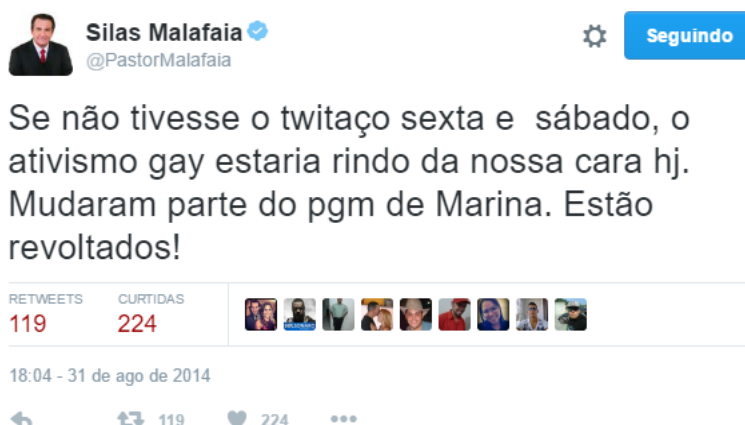 Silas Malafaia
@PastorMalafaia
Seguindo
Se não tivesse o twitaço sexta e sábado, o
ativismo gay estaria rindo da nossa cara hj.
Mudaram parte do pgm de Marina. Estão
revoltados!
RETWEETS CURTIDAS
119 224
18:04 - 31 de ago de 2014
119 224